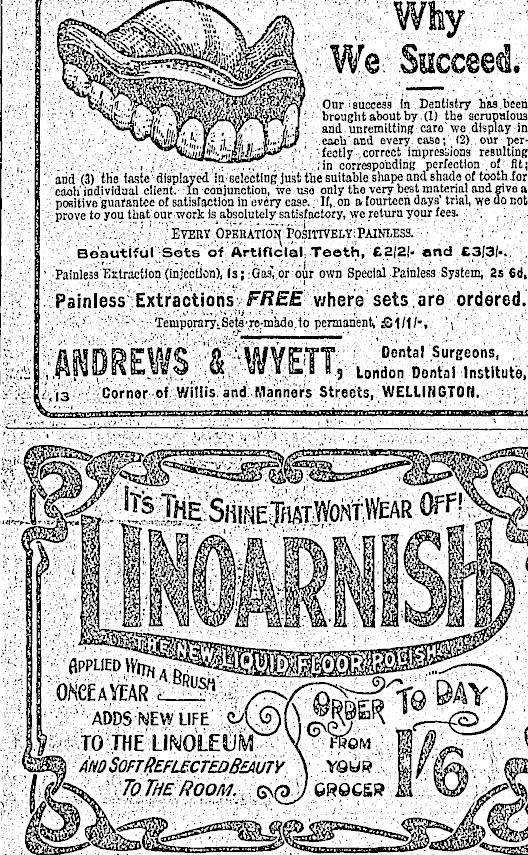 Why
We Succeed.
Our success in Dentistry has been
brought about by (1) the scrupulous
and unremitting care we display in
each and every case; (2) our per-
fectly correct impressions resulting
in corresponding perfection of fit;
and (3) the taste displayed in selecting just the suitable shape and shade of tooth for
each individual client. In conjunction, we use only the very best material and give a
positive guarantee of satisfaction in every case. If, on a fourteen days' trial, we do not
prove to you that our work is absolutely satisfactory, we return your fees.
EVERY OPERATION POSITIVELY PAINLESS.
Beautiful Sets of Artificial Teeth, £2/2/- and £3/3/-.
Painless Extraction (injection), 1s; Gas, or our own Special Painless System, 2s 6d.
Painless Extractions FREE where sets are ordered.
Temporary Sets re-made to permanent, £1/1/-.
ANDREWS & WYETT, Dental Surgeons,
London Dental Institute,
13 Corner of Willis and Manners Streets, WELLINGTON.
IT'S THE SHINE THAT WONT WEAR OFF!
LINOARNISH
THE NEW LIQUID FLOOR POLISH
APPLIED WITH A BRUSH
ONCE A YEAR
ADDS NEW LIFE
TO THE LINOLEUM
AND SOFT REFLECTED BEAUTY
TO THE ROOM.
ORDER TO DAY
FROM
YOUR
GROCER
1/6